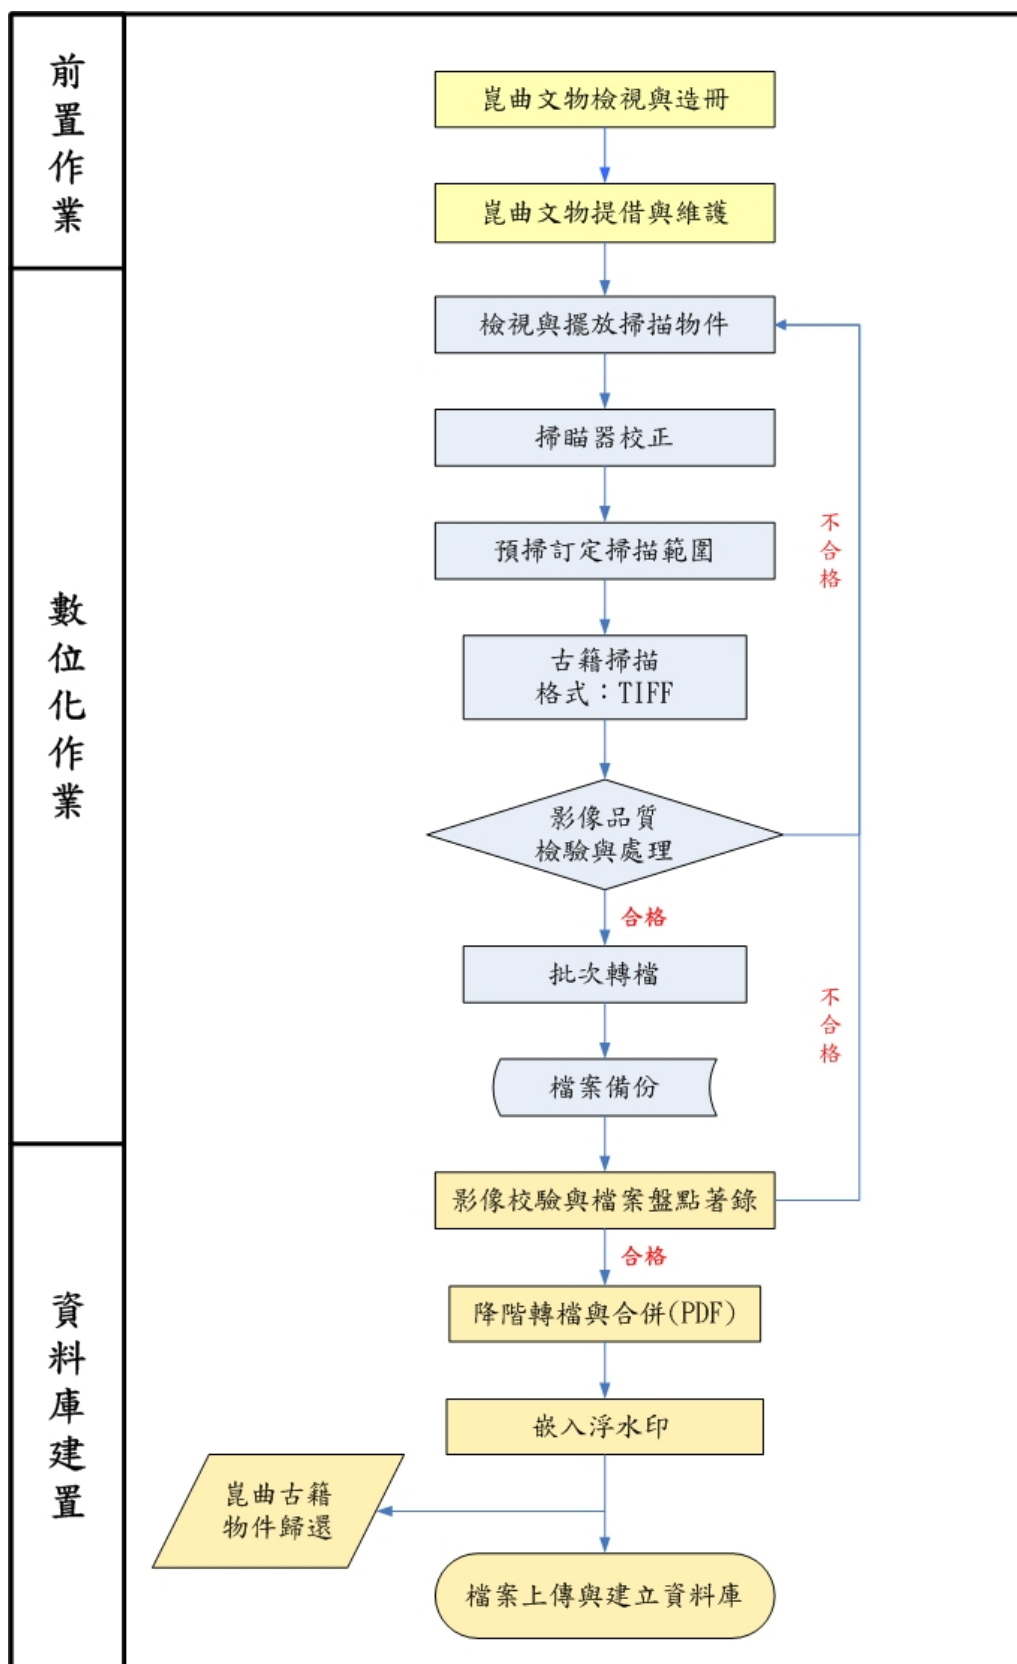 前置作業
崑曲文物檢視與造冊
崑曲文物提借與維護
數位化作業
檢視與擺放掃描物件
掃瞄器校正
預掃訂定掃描範圍
不合格
古籍掃描
格式：TIFF
影像品質
檢驗與處理
合格
批次轉檔
不合格
檔案備份
資料庫建置
影像校驗與檔案盤點著錄
合格
降階轉檔與合併(PDF)
嵌入浮水印
崑曲古籍
物件歸還
檔案上傳與建立資料庫